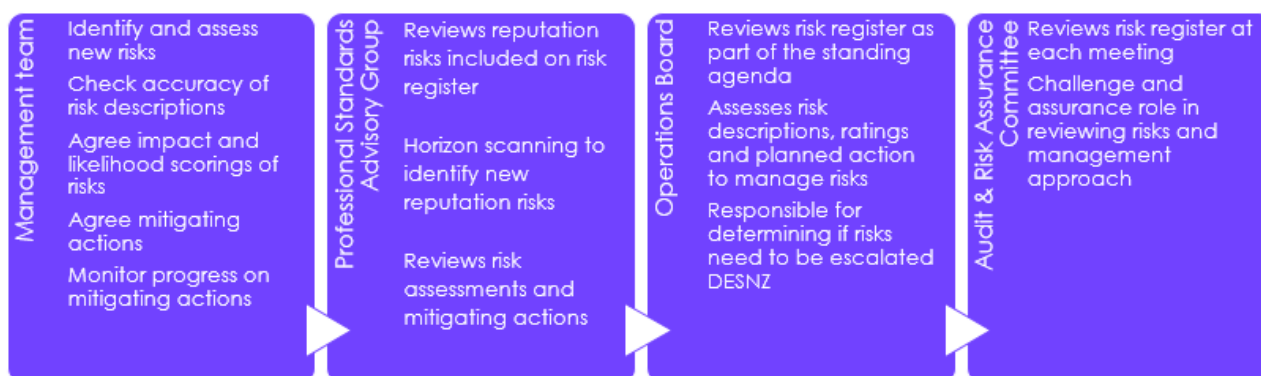 Management team
Identify and assess
new risks
Check accuracy of
risk descriptions
Agree impact and
likelihood scorings of
risks
Agree mitigating
actions
Monitor progress on
mitigating actions
Professional Standards
Advisory Group
Reviews reputation
risks included on risk
register
Horizon scanning to
identify new
reputation risks
Reviews risk
assessments and
mitigating actions
Operations Board
Reviews risk register as
part of the standing
agenda
Assesses risk
descriptions, ratings
and planned action
to manage risks
Responsible for
determining if risks
need to be escalated
DESNZ
Audit & Risk Assurance
Committee
Reviews risk register at
each meeting
Challenge and
assurance role in
reviewing risks and
management
approach